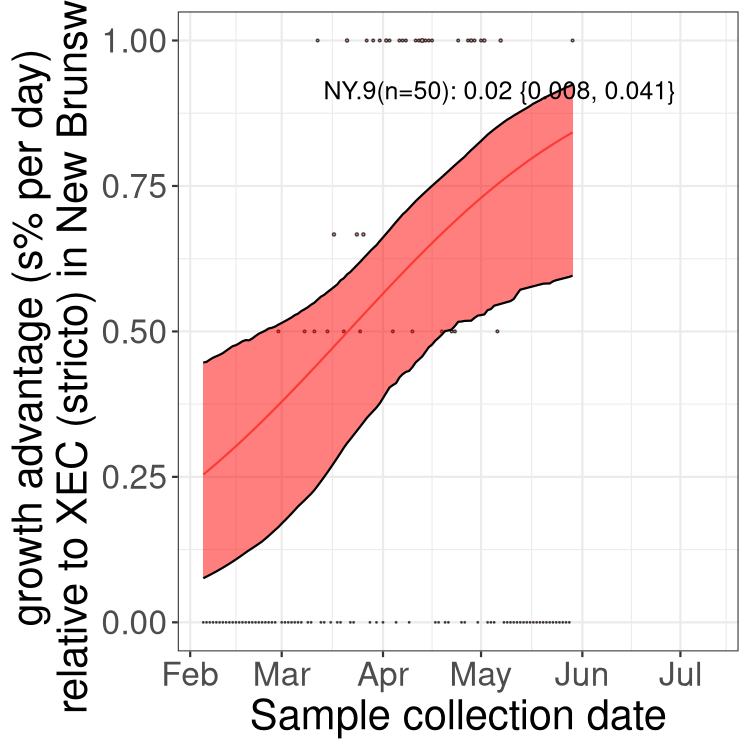 growth advantage (s% per day)
relative to XEC (stricto) in New Brunsw
1.00
0.75
0.50
0.25
0.00
NY.9(n=50): 0.02 {0.008, 0.041}
Feb Mar Apr May Jun Jul
Sample collection date